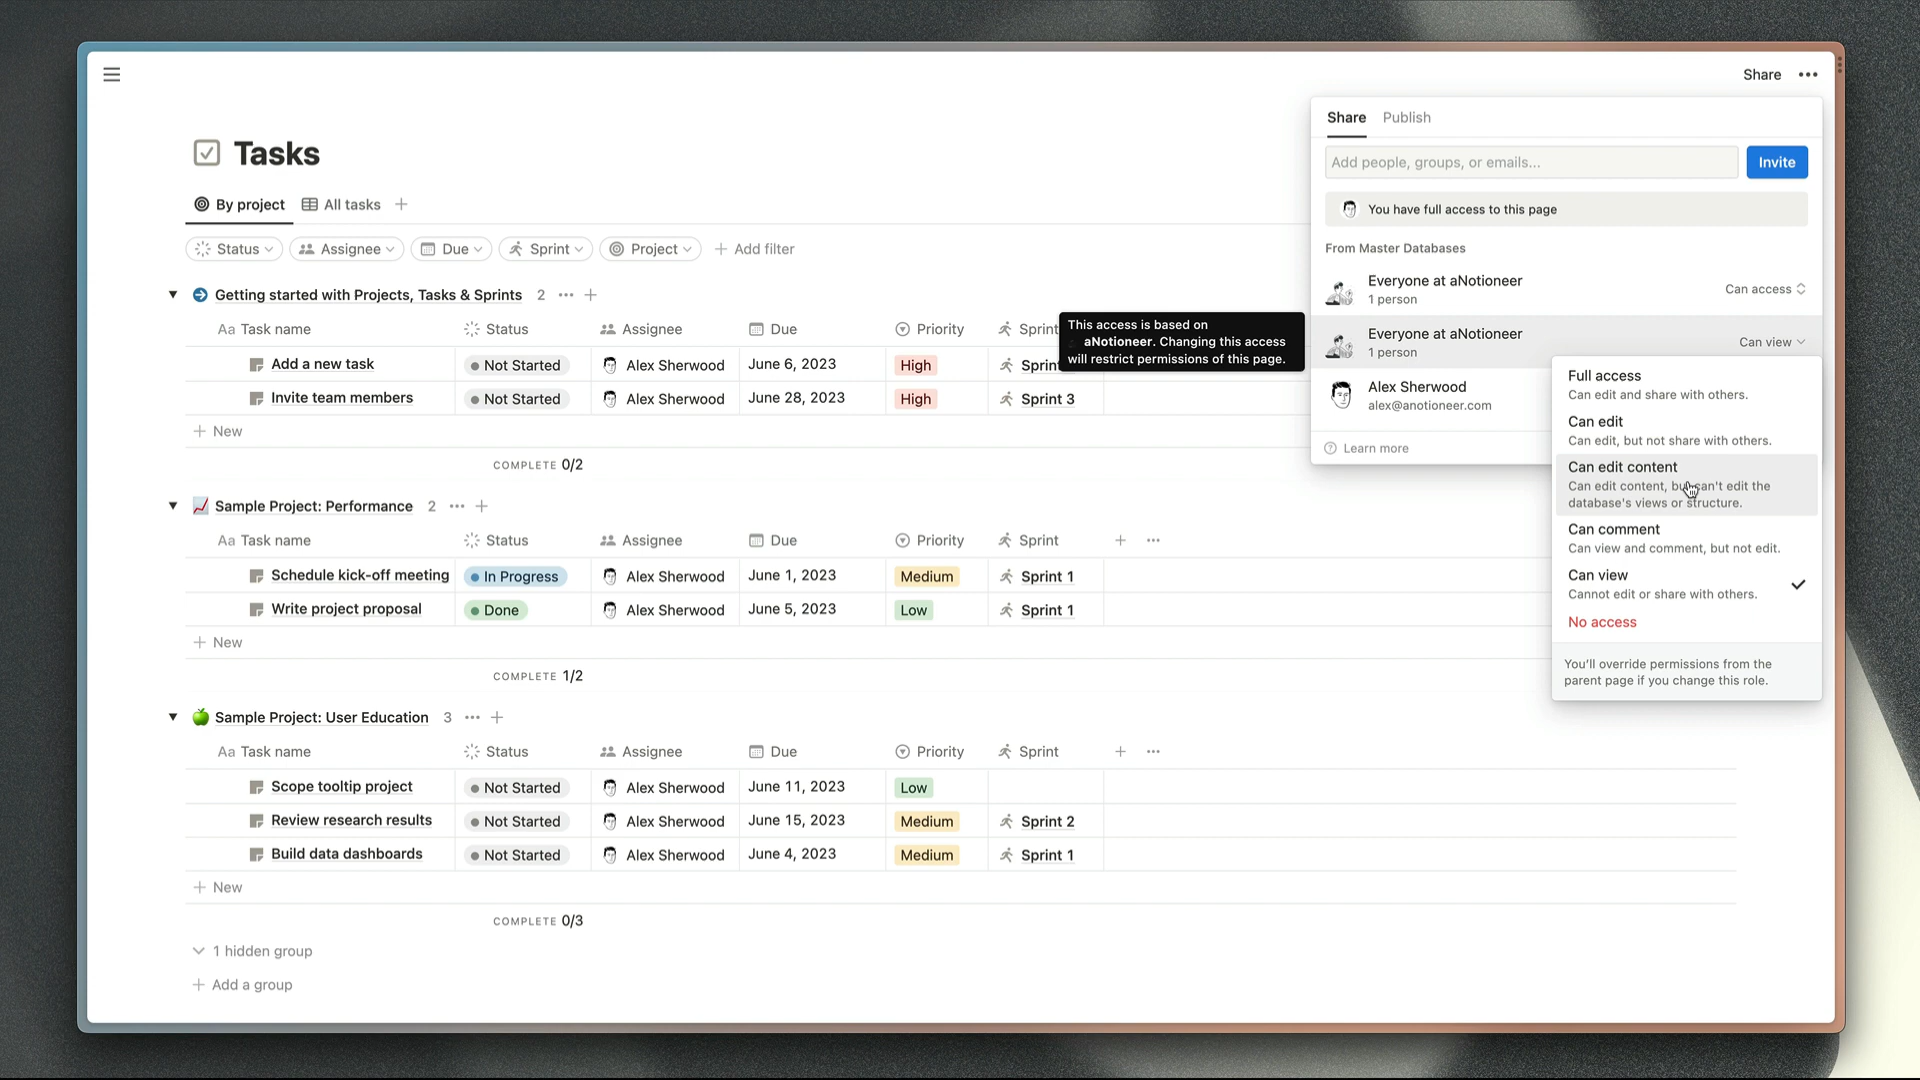 Share •••
Tasks
By project All tasks +
Status Assignee Due Sprint Project + Add filter
Getting started with Projects, Tasks & Sprints 2 ••• +
Aa Task name Status Assignee Due Priority Sprint
Add a new task Not Started Alex Sherwood June 6, 2023 High Sprint
Invite team members Not Started Alex Sherwood June 28, 2023 High Sprint 3
+ New
COMPLETE 0/2
Sample Project: Performance 2 ••• +
Aa Task name Status Assignee Due Priority Sprint + •••
Schedule kick-off meeting In Progress Alex Sherwood June 1, 2023 Medium Sprint 1
Write project proposal Done Alex Sherwood June 5, 2023 Low Sprint 1
+ New
COMPLETE 1/2
Sample Project: User Education 3 ••• +
Aa Task name Status Assignee Due Priority Sprint + •••
Scope tooltip project Not Started Alex Sherwood June 11, 2023 Low
Review research results Not Started Alex Sherwood June 15, 2023 Medium Sprint 2
Build data dashboards Not Started Alex Sherwood June 4, 2023 Medium Sprint 1
+ New
COMPLETE 0/3
1 hidden group
+ Add a group
This access is based on
aNotioneer. Changing this access
will restrict permissions of this page.
Share Publish
Add people, groups, or emails... Invite
You have full access to this page
From Master Databases
Everyone at aNotioneer
1 person
Can access
Everyone at aNotioneer
1 person
Can view
Alex Sherwood
alex@anotioneer.com
Learn more
Full access
Can edit and share with others.
Can edit
Can edit, but not share with others.
Can edit content
Can edit content, but can't edit the
database's views or structure.
Can comment
Can view and comment, but not edit.
Can view
Cannot edit or share with others.
No access
You'll override permissions from the
parent page if you change this role.